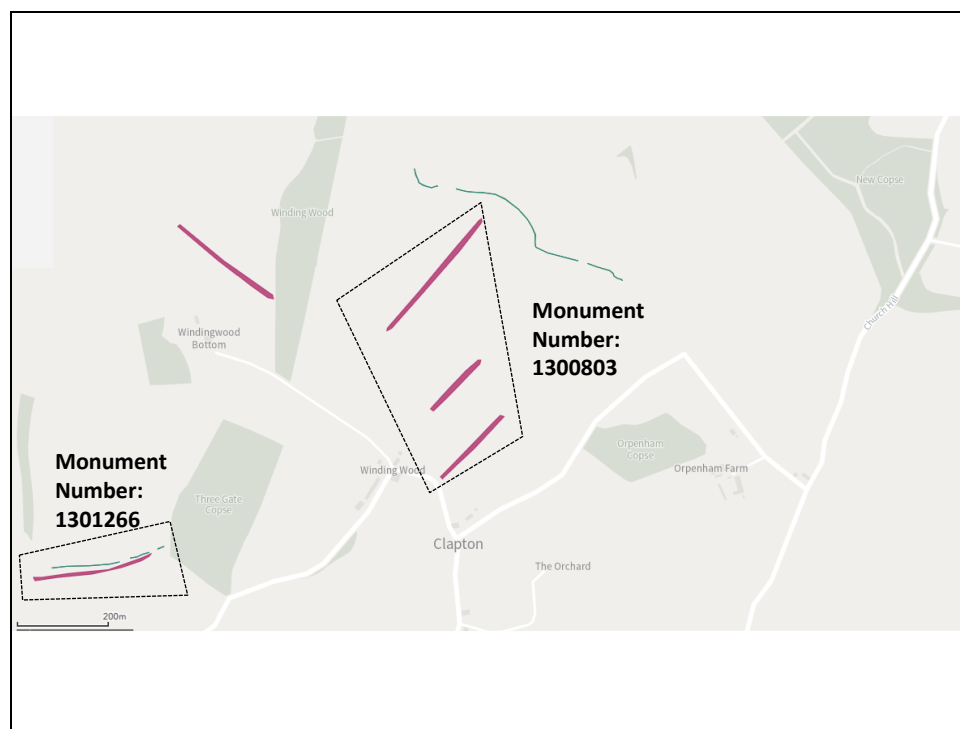 New Copse
Winding Wood
Monument
Number:
1300803
Church Hill
Windingwood
Bottom
Orpenham
Copse
Monument
Number:
1301266
Winding Wood
Orpenham Farm
Three Gate
Copse
Clapton
The Orchard
200m